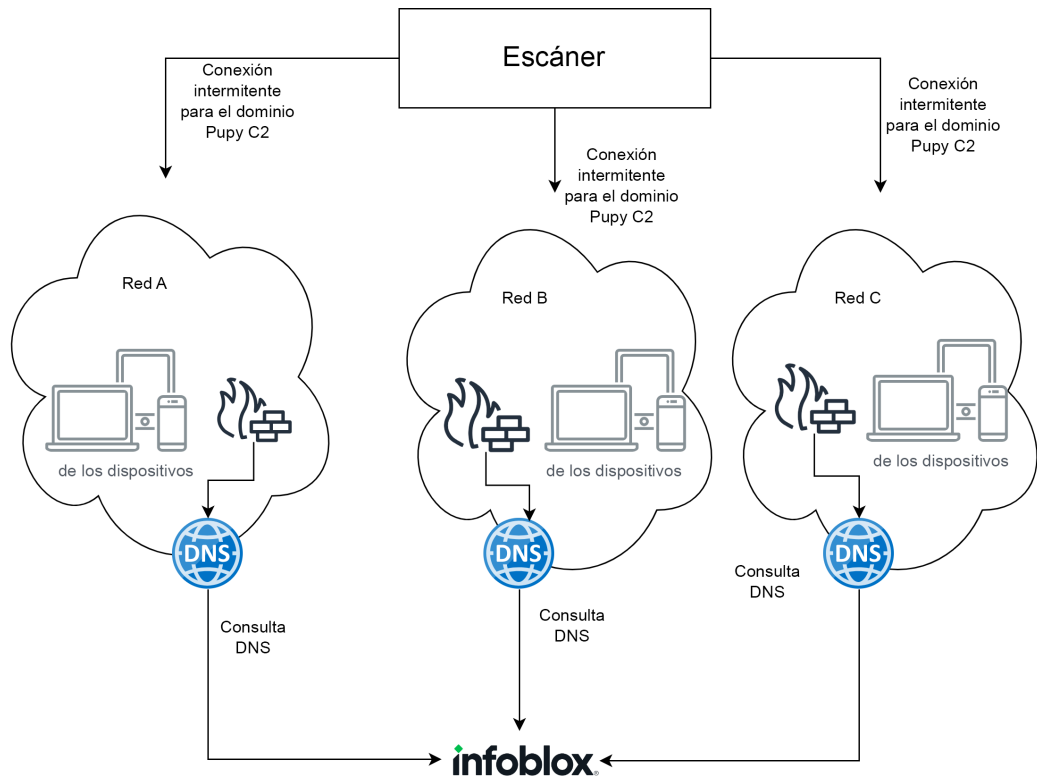 Escáner
Conexión
intermitente
para el dominio
Pupy C2
Conexión
intermitente
para el dominio
Pupy C2
Conexión
intermitente
para el dominio
Pupy C2
Red A
de los dispositivos
DNS
Red B
de los dispositivos
DNS
Red C
de los dispositivos
DNS
Consulta
DNS
Consulta
DNS
Consulta
DNS
infoblox®